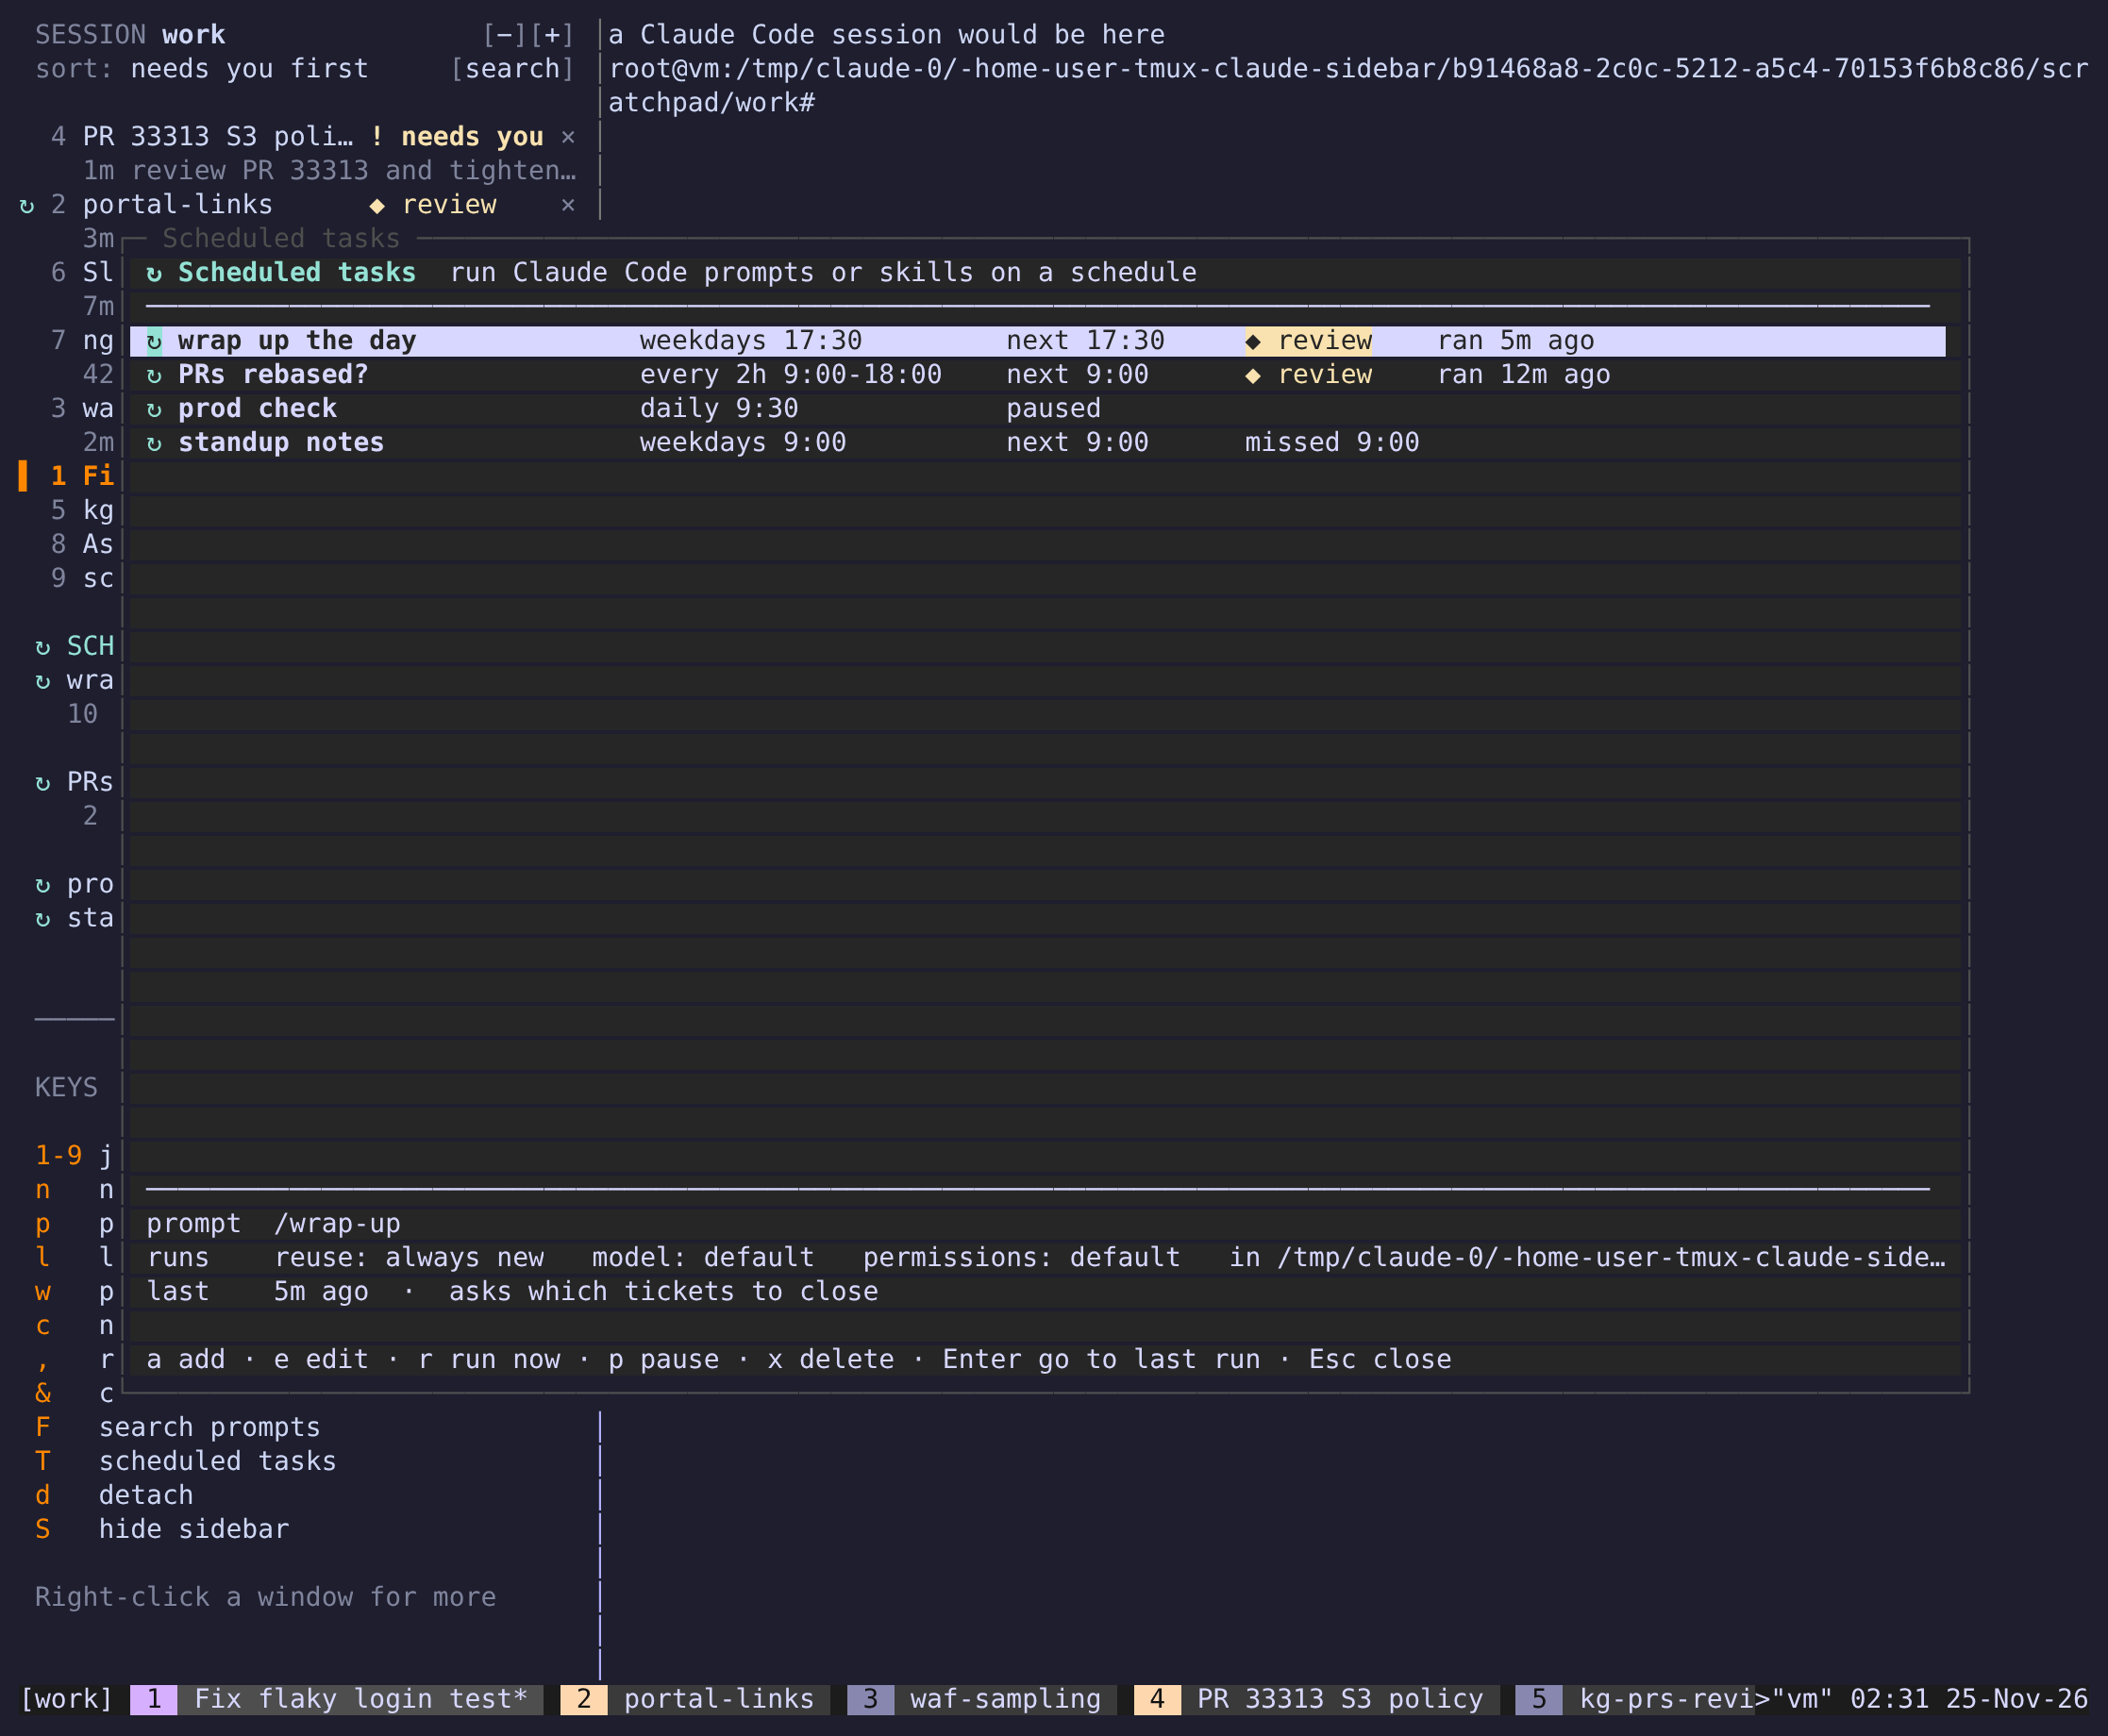 SESSION work [−][+] a Claude Code session would be here
sort: needs you first [search] root@vm:/tmp/claude-0/-home-user-tmux-claude-sidebar/b91468a8-2c0c-5212-a5c4-70153f6b8c86/scr
atchpad/work#
4 PR 33313 S3 poli… ! needs you ×
1m review PR 33313 and tighten…
↻ 2 portal-links ◆ review ×
3m Scheduled tasks
6 Sl ↻ Scheduled tasks run Claude Code prompts or skills on a schedule
7m
7 ng ↻ wrap up the day weekdays 17:30 next 17:30 ◆ review ran 5m ago
42 ↻ PRs rebased? every 2h 9:00-18:00 next 9:00 ◆ review ran 12m ago
3 wa ↻ prod check daily 9:30 paused
2m ↻ standup notes weekdays 9:00 next 9:00 missed 9:00
1 Fi
5 kg
8 As
9 sc
↻ SCH
↻ wra
10
↻ PRs
2
↻ pro
↻ sta
KEYS
1-9 j
n n
p p prompt /wrap-up
l l runs reuse: always new model: default permissions: default in /tmp/claude-0/-home-user-tmux-claude-side…
w p last 5m ago · asks which tickets to close
c n
, r a add · e edit · r run now · p pause · x delete · Enter go to last run · Esc close
& c
F search prompts
T scheduled tasks
d detach
S hide sidebar
Right-click a window for more
[work] 1 Fix flaky login test* 2 portal-links 3 waf-sampling 4 PR 33313 S3 policy 5 kg-prs-revi>"vm" 02:31 25-Nov-26